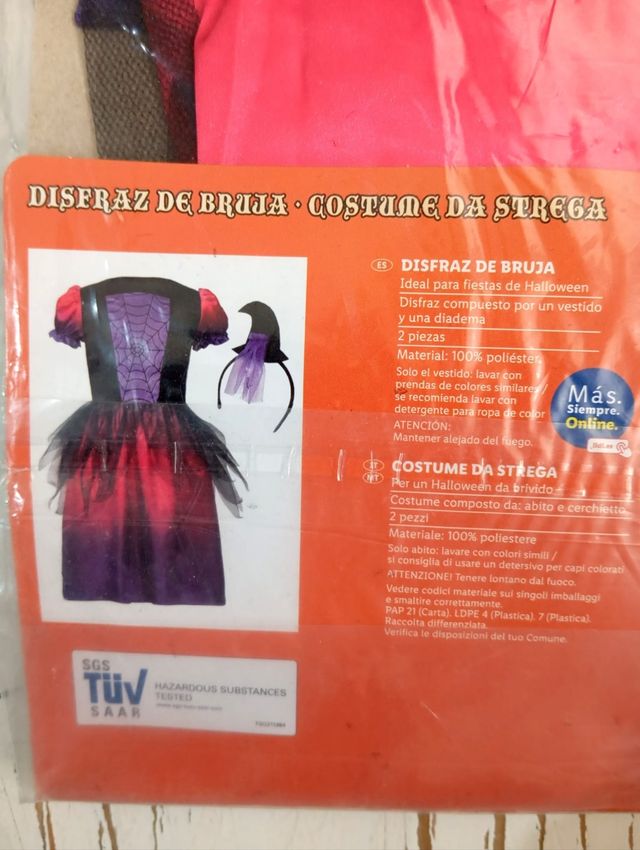 DISFRAZ DE BRUJA · COSTUME DA STREGA
ES DISFRAZ DE BRUJA
Ideal para fiestas de Halloween
Disfraz compuesto por un vestido
y una diadema
2 piezas
Material: 100% poliéster
Solo el vestido: lavar con
prendas de colores similares /
se recomienda lavar con
detergente para ropa de color
ATENCIÓN:
Mantener alejado del fuego.
Más.
Siempre.
Online.
lidl.es
IT
MT
COSTUME DA STREGA
Per un Halloween da brivido
Costume composto da: abito e cerchietto
2 pezzi
Materiale: 100% poliestere
Solo abito: lavare con colori simili /
si consiglia di usare un detersivo per capi colorati
ATTENZIONE! Tenere lontano dal fuoco.
Vedere codici materiale sui singoli imballaggi
e smaltire correttamente.
PAP 21 (Carta). LDPE 4 (Plastica). 7 (Plastica).
Raccolta differenziata.
Verifica le disposizioni del tuo Comune.
SGS
TÜV
SAAR
HAZARDOUS SUBSTANCES
TESTED